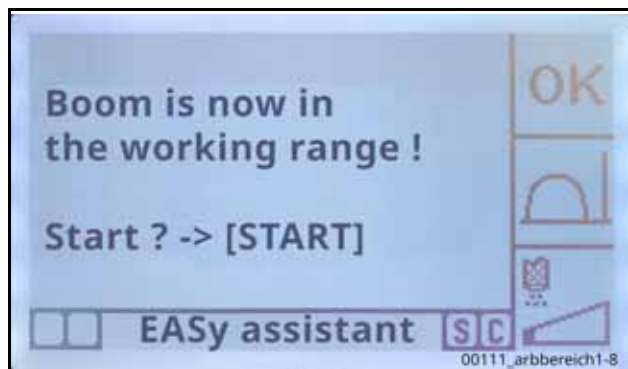 Boom is now in
the working range !
OK
Start ? -> [START]
EASy assistant
S C
00111_arbbereich1-8